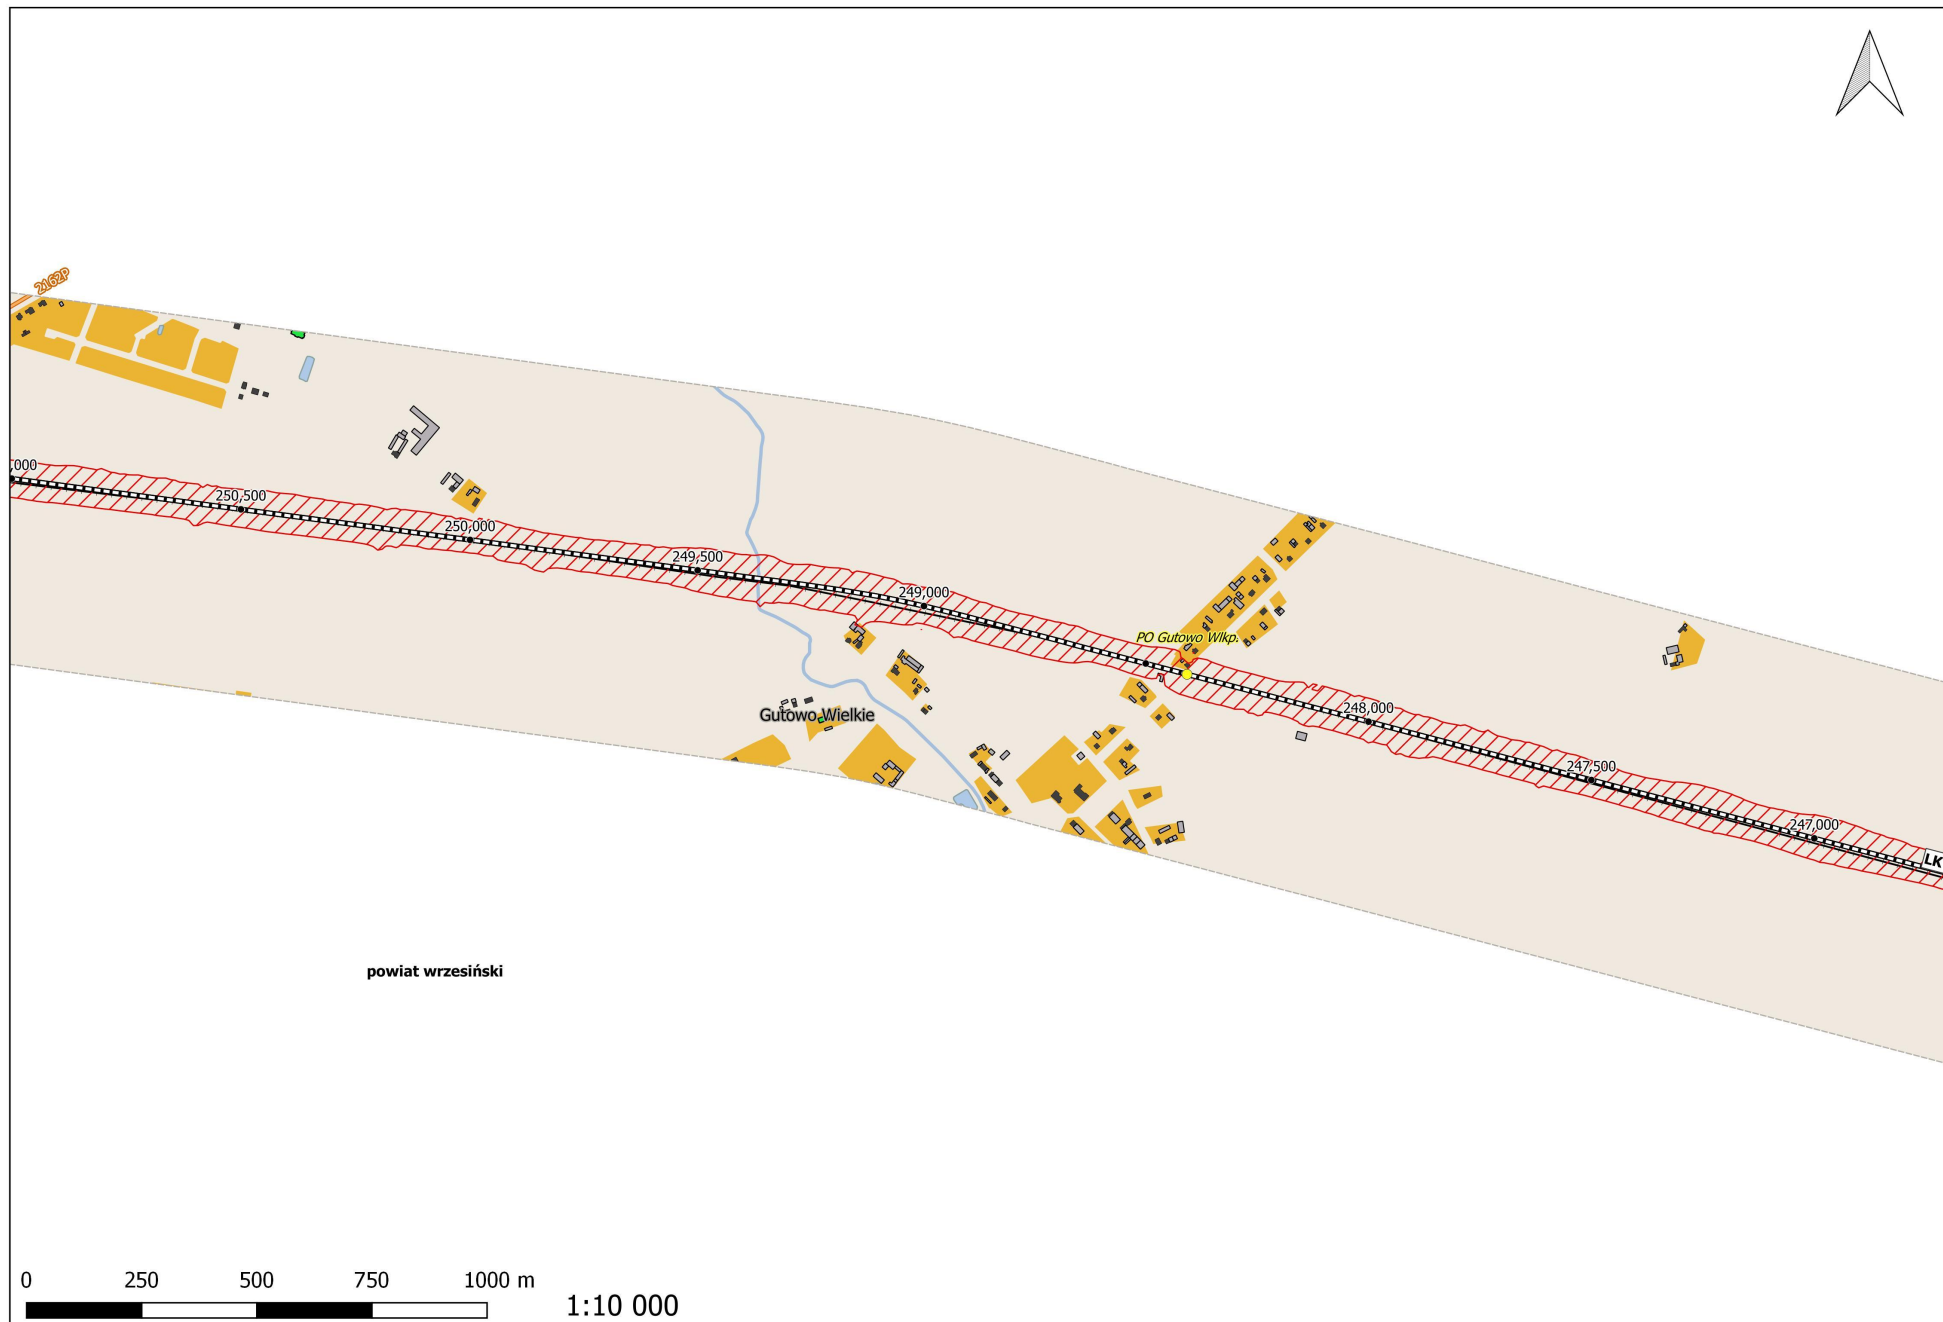 2162P
,000
250,500
250,000
249,500
249,000
PO Gutowo Wlkp.
248,000
Gutowo Wielkie
247,500
247,000
LK
powiat wrzesiński
0 250 500 750 1000 m
1:10 000